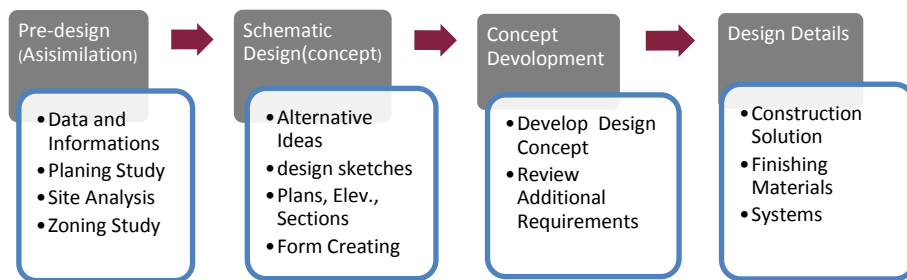 Pre-design
(Asisimilation)
• Data and
Informations
• Planing Study
• Site Analysis
• Zoning Study
Schematic
Design(concept)
• Alternative
Ideas
• design sketches
• Plans, Elev.,
Sections
• Form Creating
Concept
Devolopment
• Develop Design
Concept
• Review
Additional
Requirements
Design Details
• Construction
Solution
• Finishing
Materials
• Systems